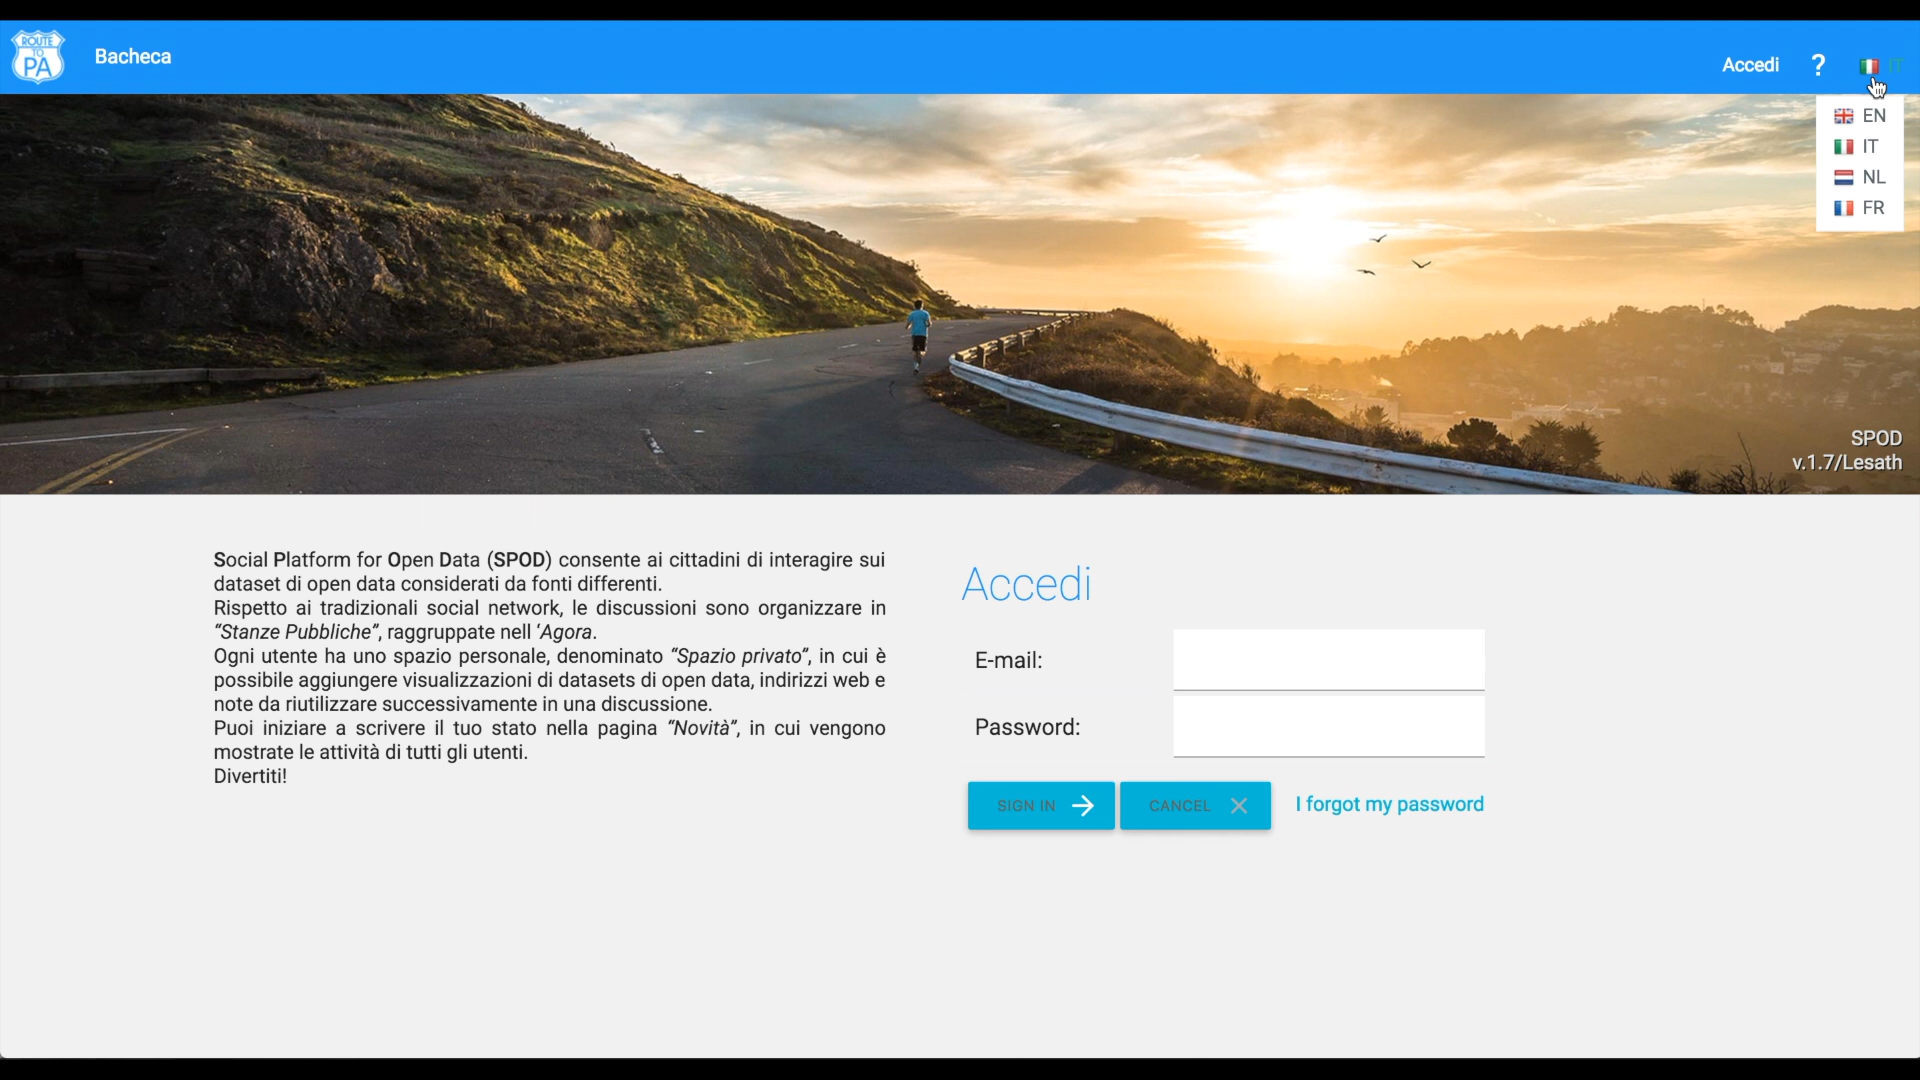 ROUTE
TO
PA
Bacheca
Accedi
?
IT
EN
IT
NL
FR
SPOD
v.1.7/Lesath
Social Platform for Open Data (SPOD) consente ai cittadini di interagire sui
dataset di open data considerati da fonti differenti.
Rispetto ai tradizionali social network, le discussioni sono organizzare in
“Stanze Pubbliche”, raggruppate nell ‘Agora.
Ogni utente ha uno spazio personale, denominato “Spazio privato”, in cui è
possibile aggiungere visualizzazioni di datasets di open data, indirizzi web e
note da riutilizzare successivamente in una discussione.
Puoi iniziare a scrivere il tuo stato nella pagina “Novità”, in cui vengono
mostrate le attività di tutti gli utenti.
Divertiti!
Accedi
E-mail:
Password:
SIGN IN
CANCEL
I forgot my password